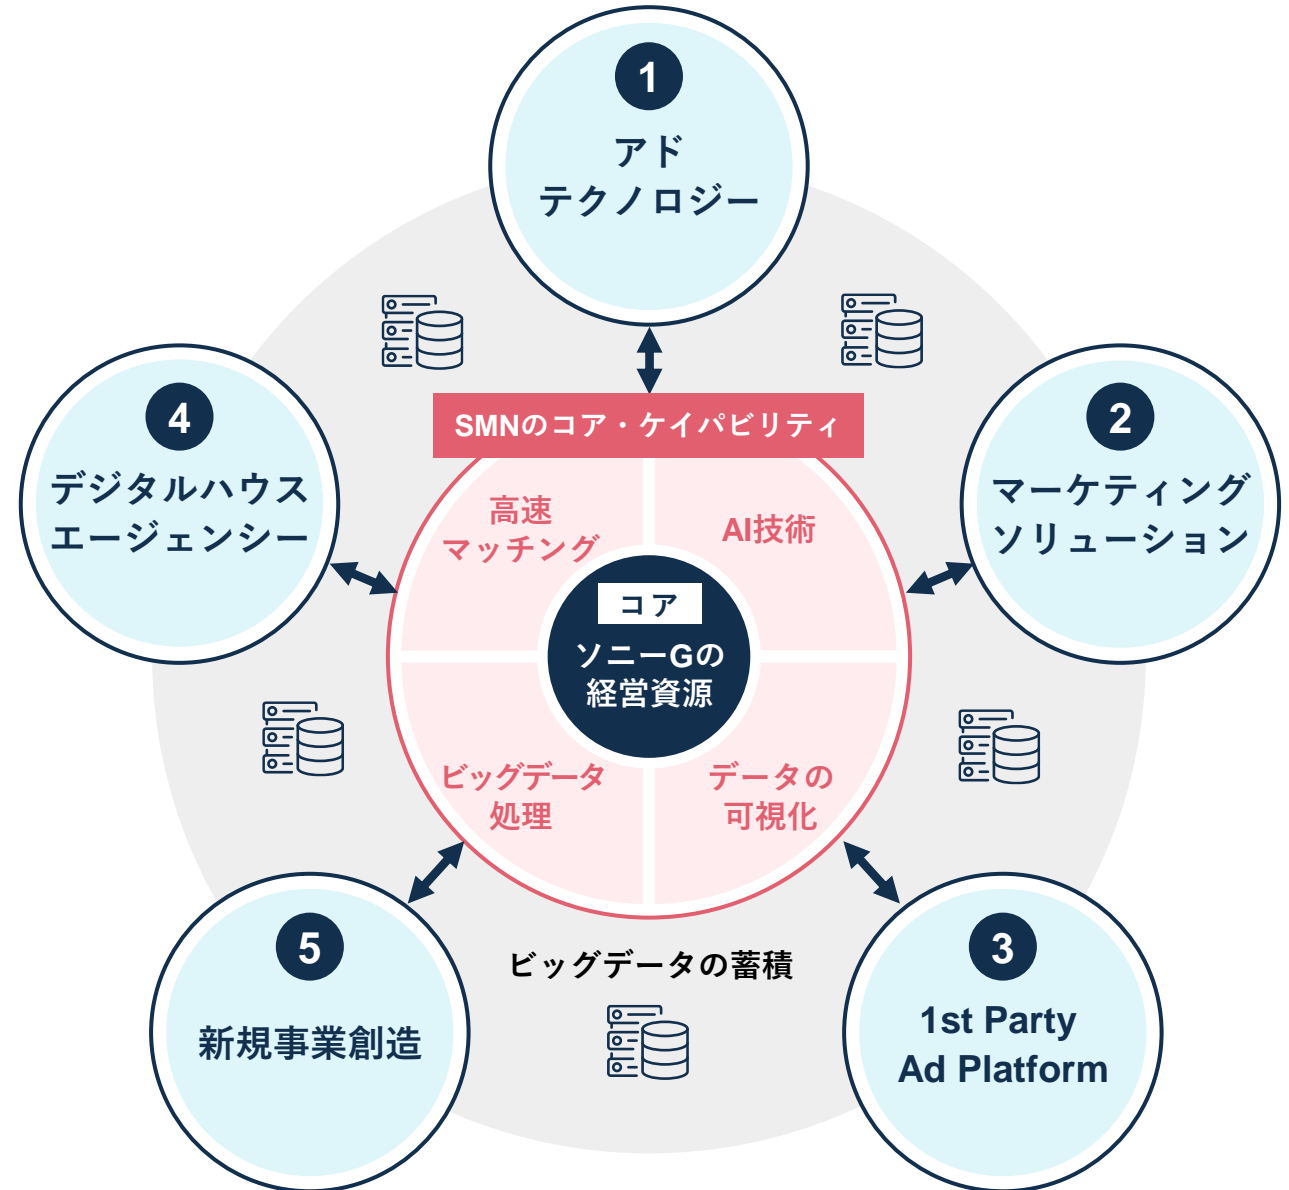 1
アド
テクノロジー
SMNのコア・ケイパビリティ
4
デジタルハウス
エージェンシー
2
マーケティング
ソリューション
高速
マッチング
AI技術
コア
ソニーGの
経営資源
ビッグデータ
処理
データの
可視化
5
新規事業創造
ビッグデータの蓄積
3
1st Party
Ad Platform